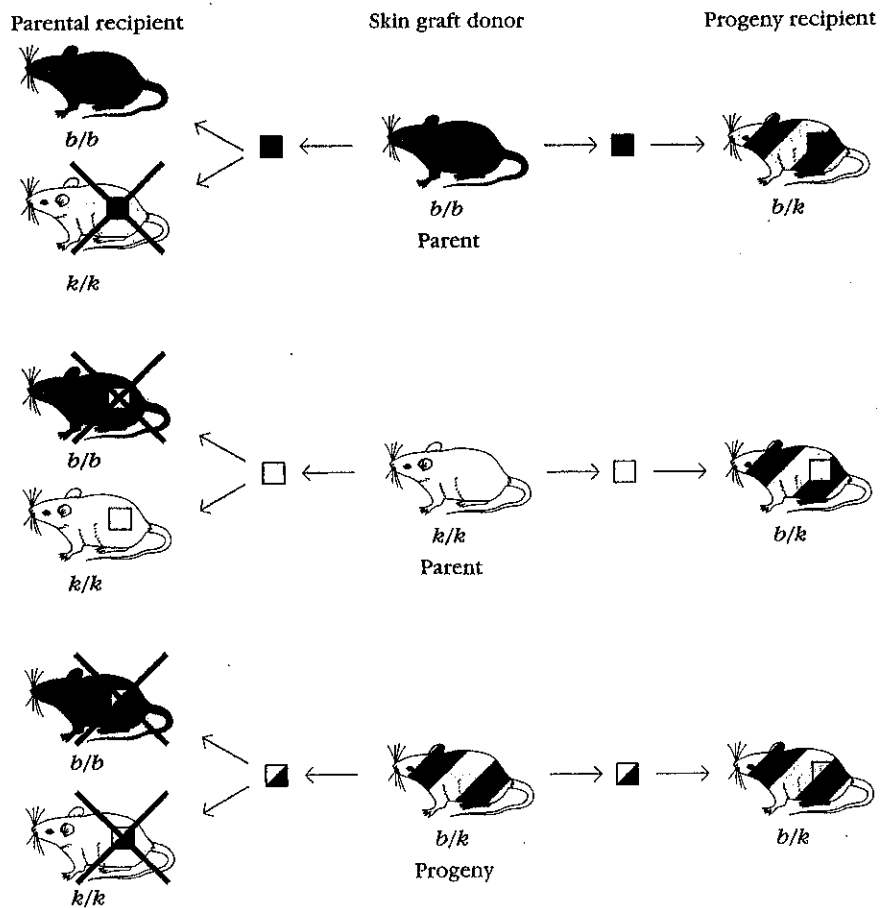 Parental recipient Skin graft donor Progeny recipient
b/b
k/k
b/b
Parent
b/k
b/b
k/k
k/k
Parent
b/k
b/b
k/k
b/k
Progeny
b/k